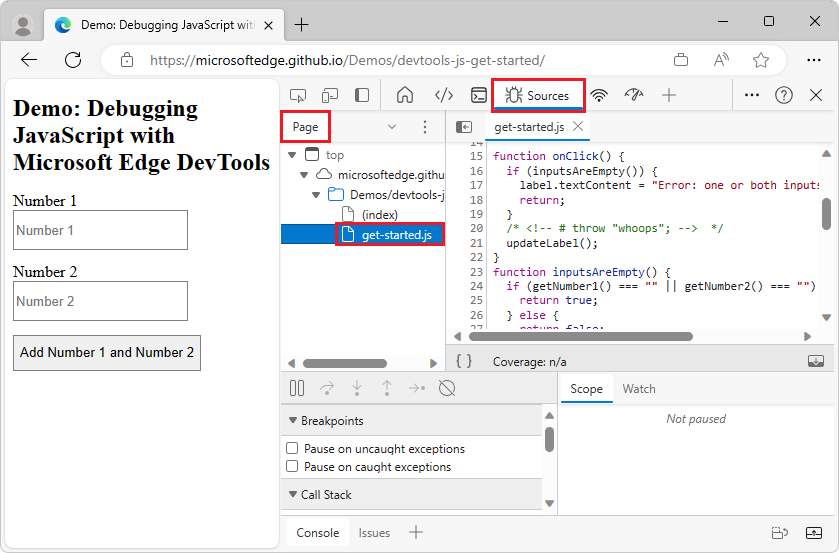 Demo: Debugging JavaScript with
https://microsoftedge.github.io/Demos/devtools-js-get-started/
Demo: Debugging
JavaScript with
Microsoft Edge DevTools
Number 1
Number 1
Number 2
Number 2
Add Number 1 and Number 2
Sources
Page
top
microsoftedge.githu
Demos/devtools-j
(index)
get-started.js
get-started.js
14
15 function onClick() {
16 if (inputsAreEmpty()) {
17 label.textContent = "Error: one or both inputs
18 return;
19 }
20 /* <!-- # throw "whoops"; --> */
21 updateLabel();
22 }
23 function inputsAreEmpty() {
24 if (getNumber1() === "" || getNumber2() === "")
25 return true;
26 } else {
27 return false;
{ } Coverage: n/a
Breakpoints
Pause on uncaught exceptions
Pause on caught exceptions
Call Stack
Scope Watch
Not paused
Console Issues